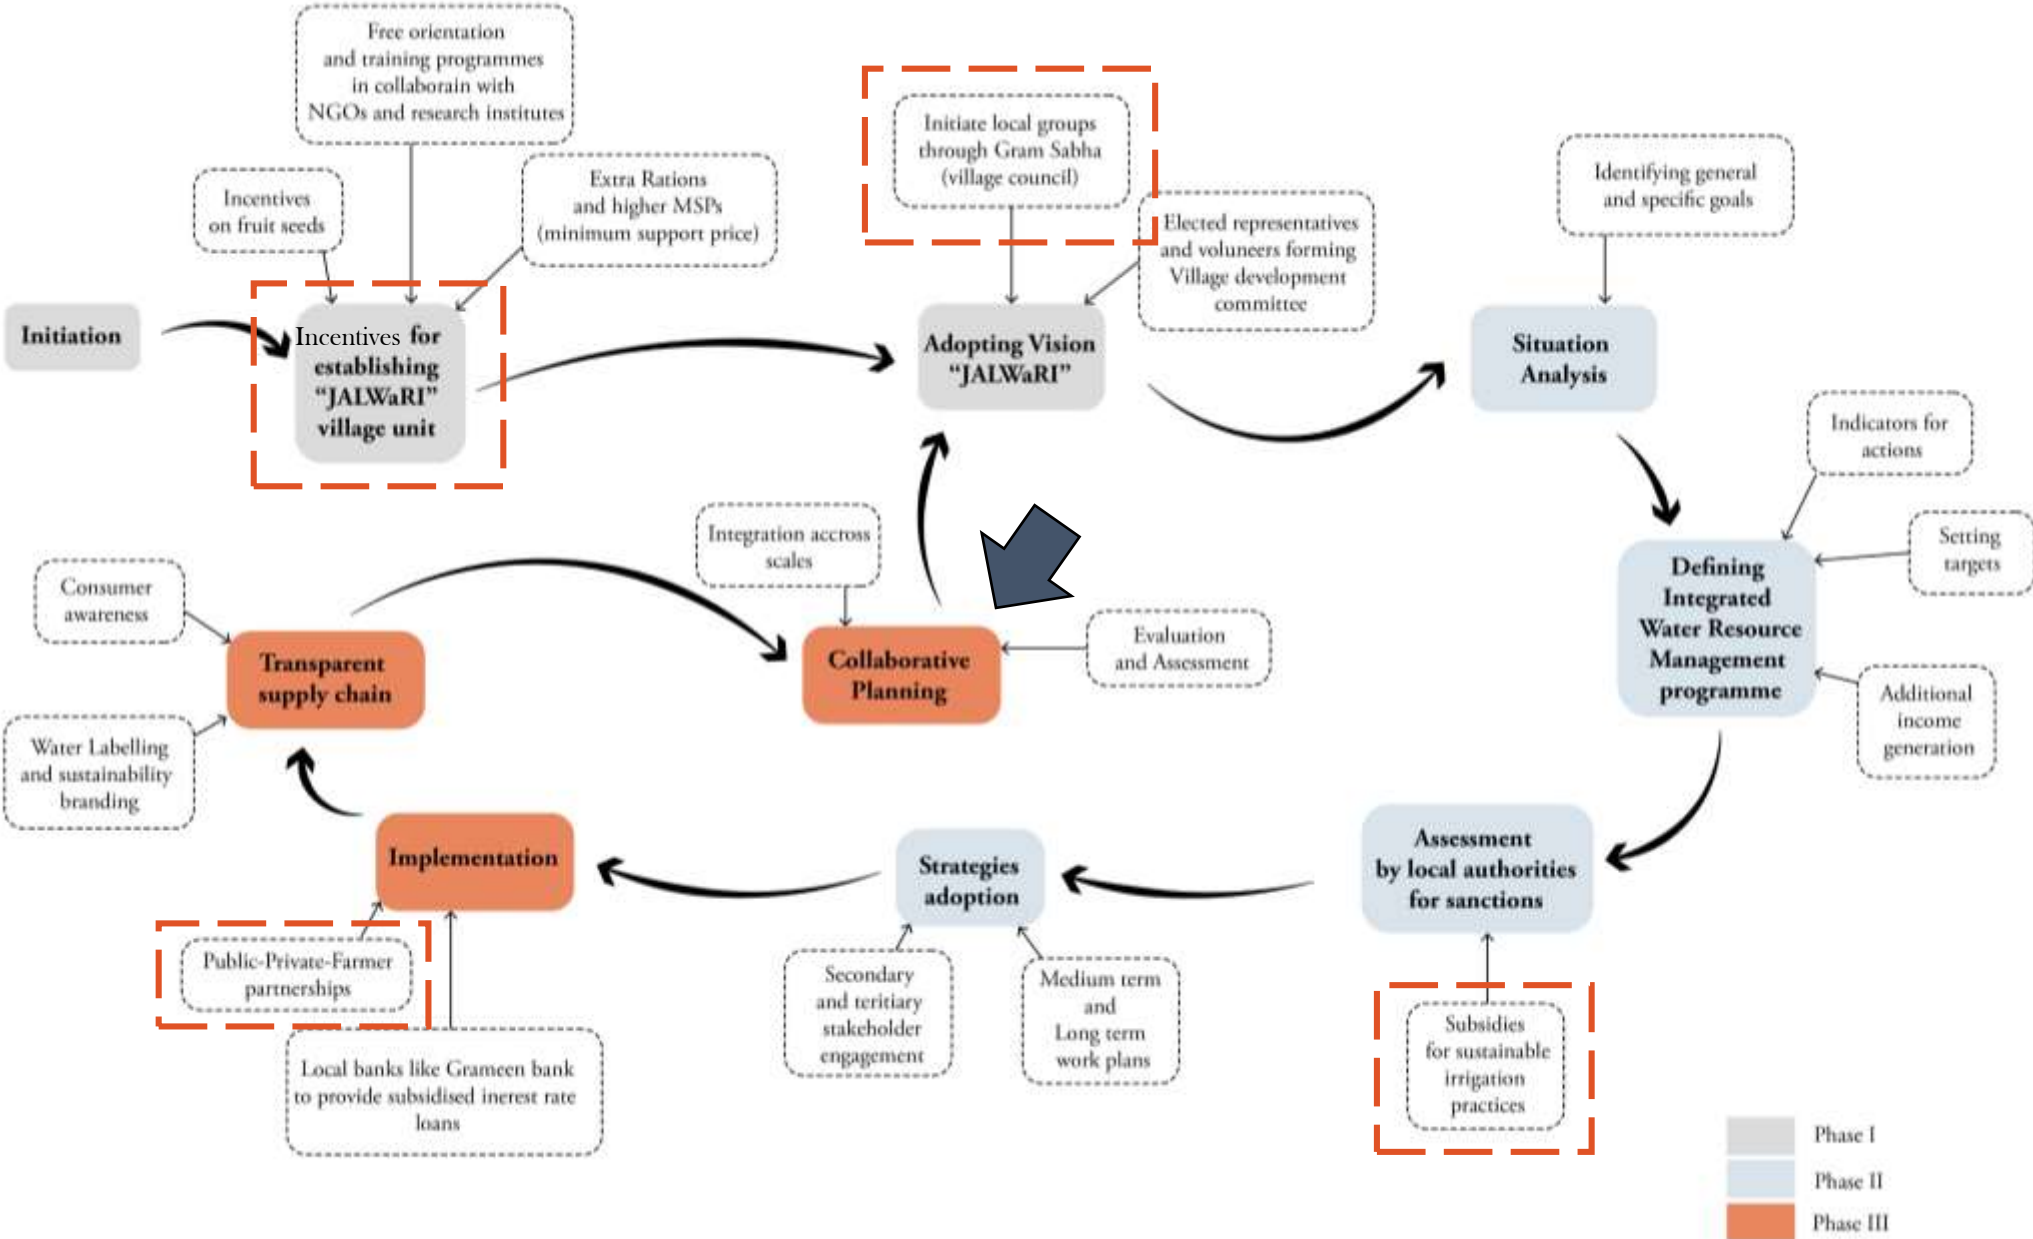 Free orientation
and training programmes
in collaborain with
NGOs and research institutes
Incentives
on fruit seeds
Extra Rations
and higher MSPs
(minimum support price)
Initiate local groups
through Gram Sabha
(village council)
Elected representatives
and voluneers forming
Village development
committee
Identifying general
and specific goals
Initiation
Incentives for
establishing
“JALWaRI”
village unit
Adopting Vision
“JALWaRI”
Situation
Analysis
Indicators for
actions
Setting
targets
Defining
Integrated
Water Resource
Management
programme
Additional
income
generation
Integration accross
scales
Consumer
awareness
Transparent
supply chain
Collaborative
Planning
Evaluation
and Assessment
Water Labelling
and sustainability
branding
Implementation
Strategies
adoption
Assessment
by local authorities
for sanctions
Public-Private-Farmer
partnerships
Local banks like Grameen bank
to provide subsidised inerest rate
loans
Secondary
and teritiary
stakeholder
engagement
Medium term
and
Long term
work plans
Subsidies
for sustainable
irrigation
practices
Phase I
Phase II
Phase III